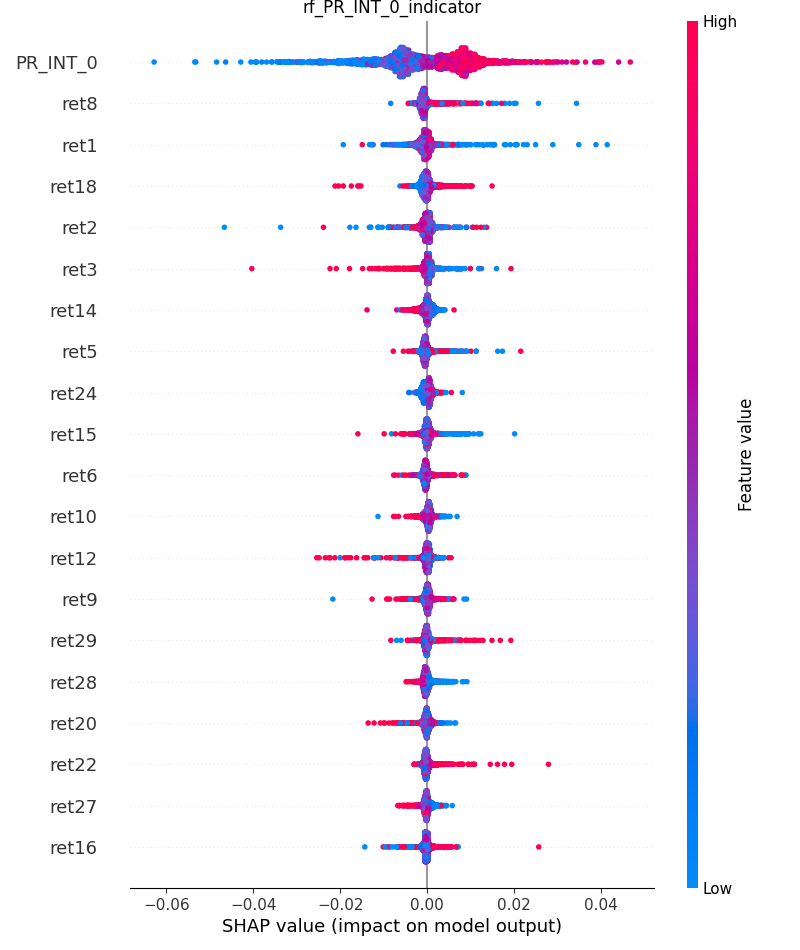 rf_PR_INT_0_indicator
High
PR_INT_0
ret8
ret1
ret18
ret2
ret3
ret14
ret5
ret24
ret15
ret6
ret10
ret12
ret9
ret29
ret28
ret20
ret22
ret27
ret16
Feature value
Low
−0.06 −0.04 −0.02 0.00 0.02 0.04
SHAP value (impact on model output)